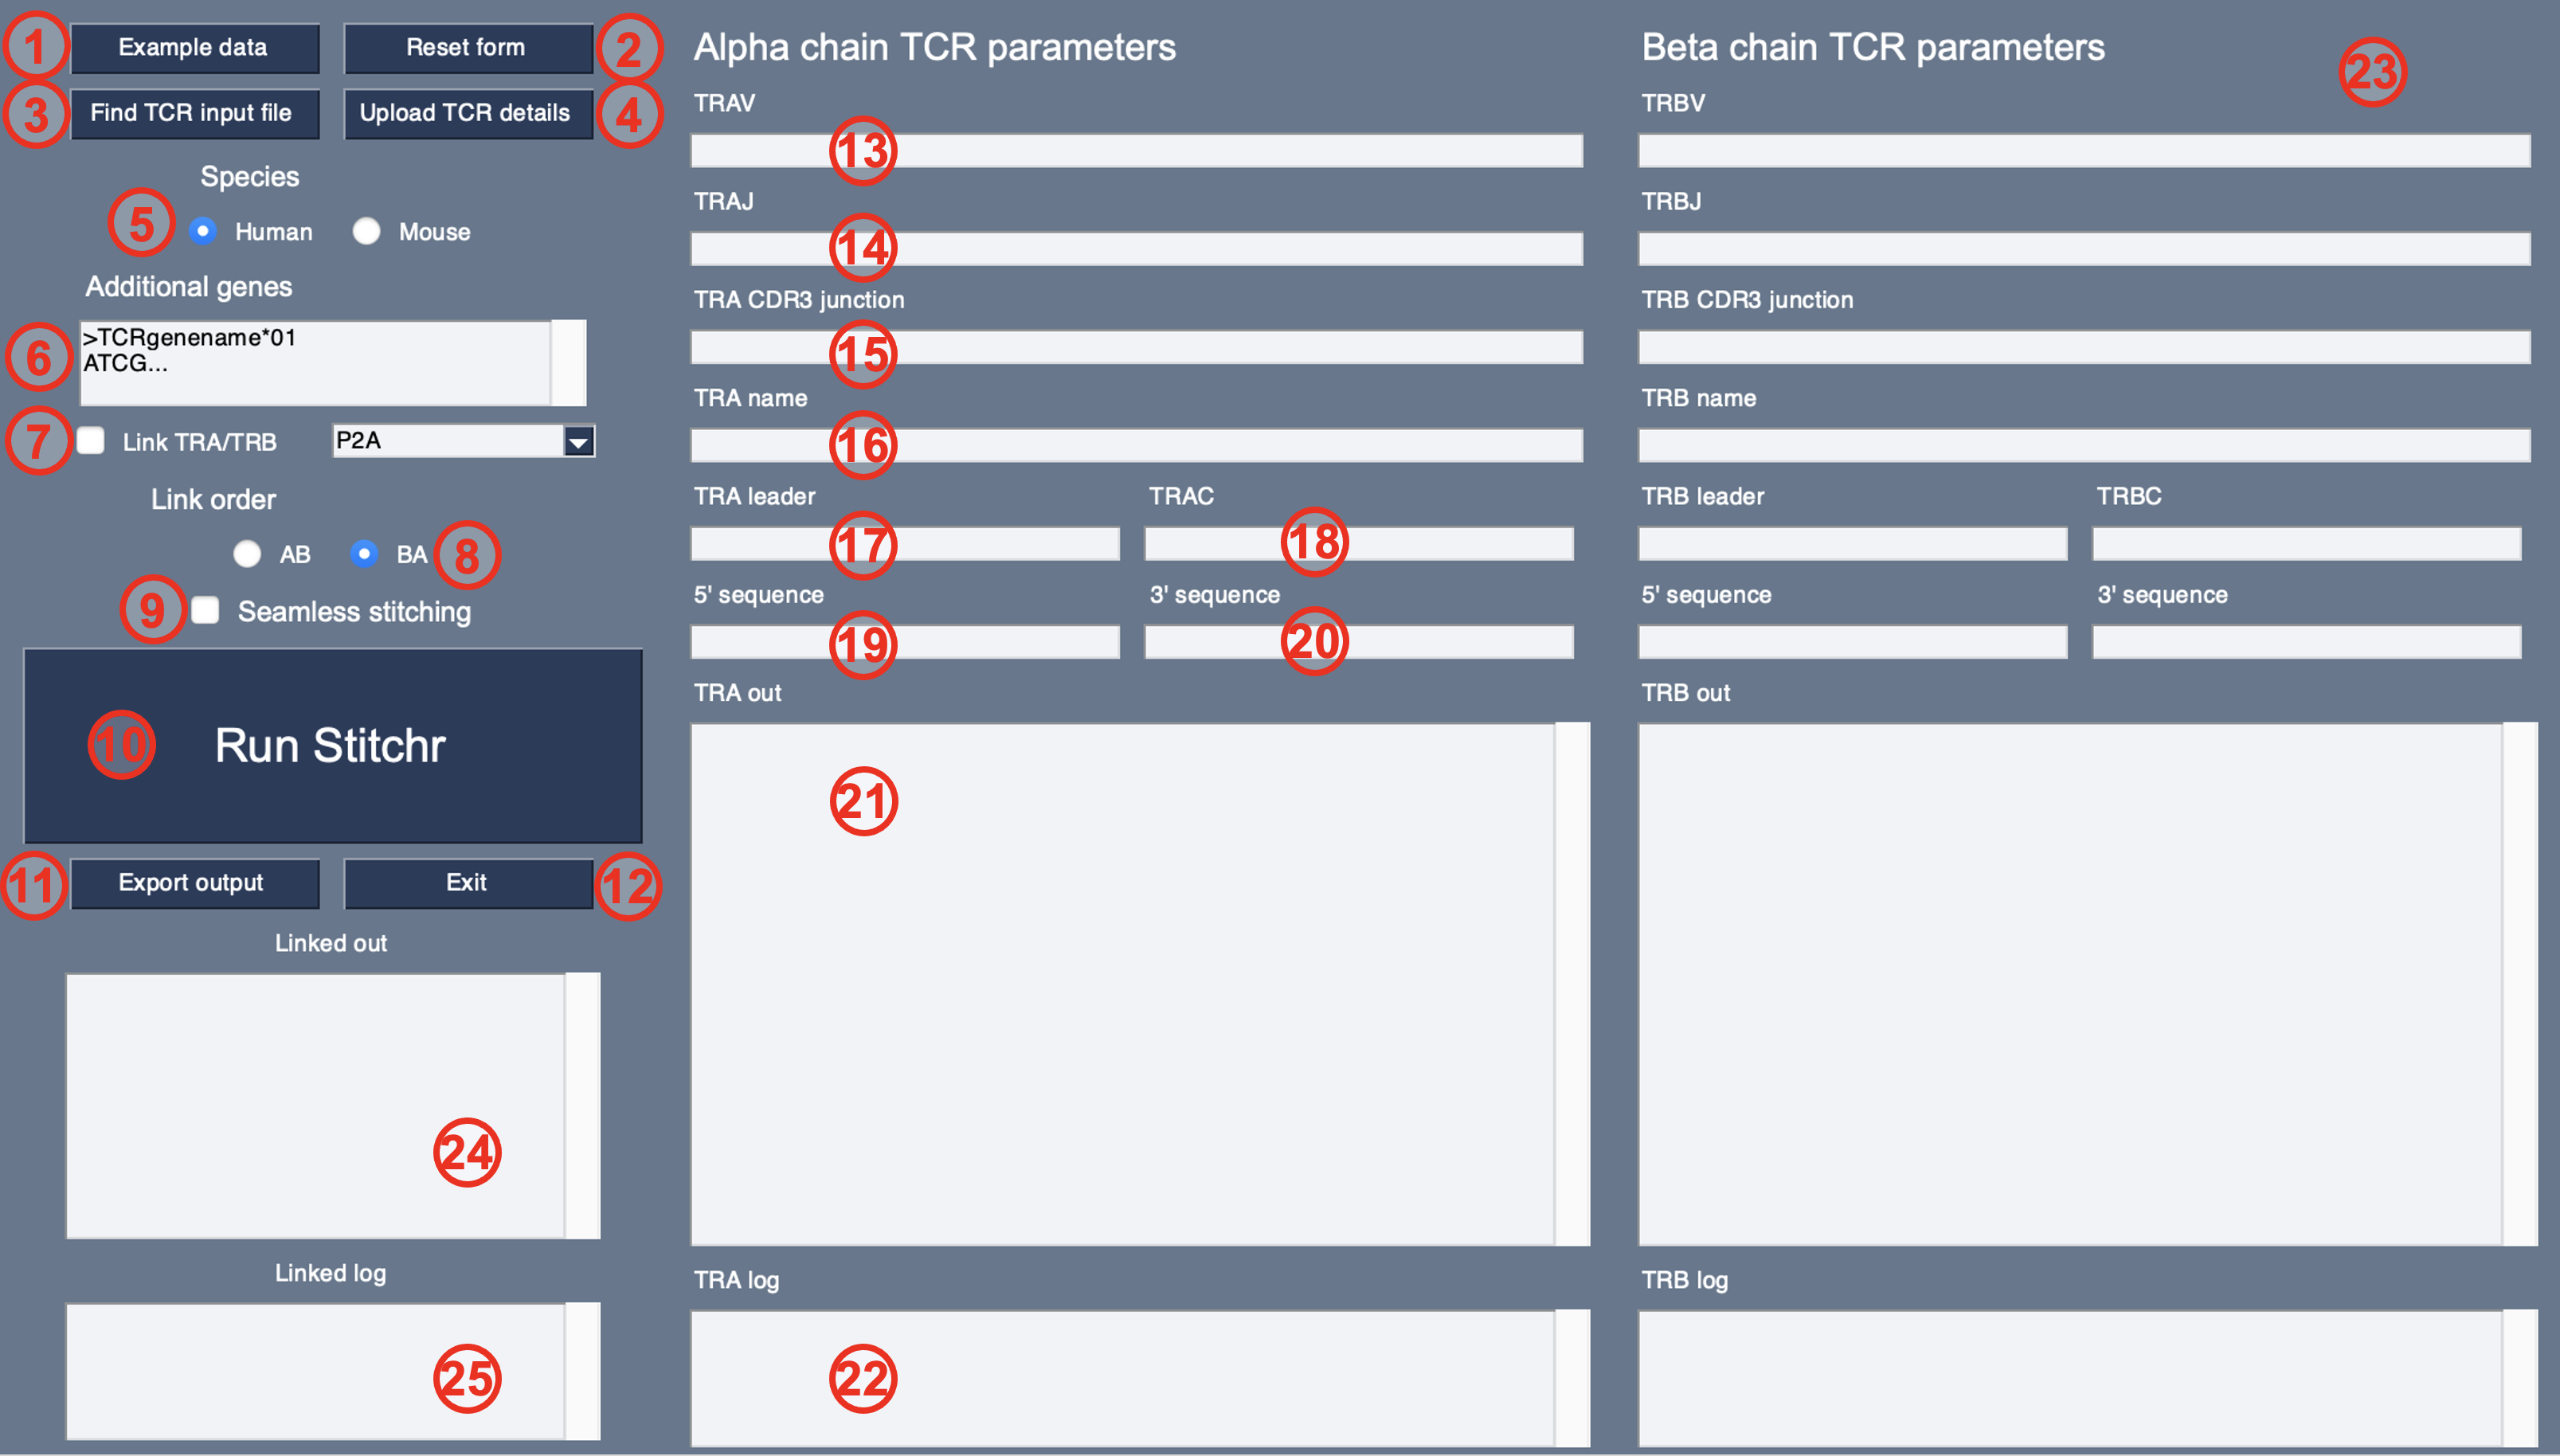 1 Example data Reset form 2
3 Find TCR input file Upload TCR details 4
Species
5 Human Mouse
Additional genes
6 >TCRgenename*01
ATCG...
7 Link TRA/TRB P2A
Link order
AB BA 8
9 Seamless stitching
10 Run Stitchr
11 Export output Exit 12
Linked out
24
Linked log
25
Alpha chain TCR parameters
TRAV
13
TRAJ
14
TRA CDR3 junction
15
TRA name
16
TRA leader TRAC
17 18
5' sequence 3' sequence
19 20
TRA out
21
TRA log
22
Beta chain TCR parameters 23
TRBV
TRBJ
TRB CDR3 junction
TRB name
TRB leader TRBC
5' sequence 3' sequence
TRB out
TRB log